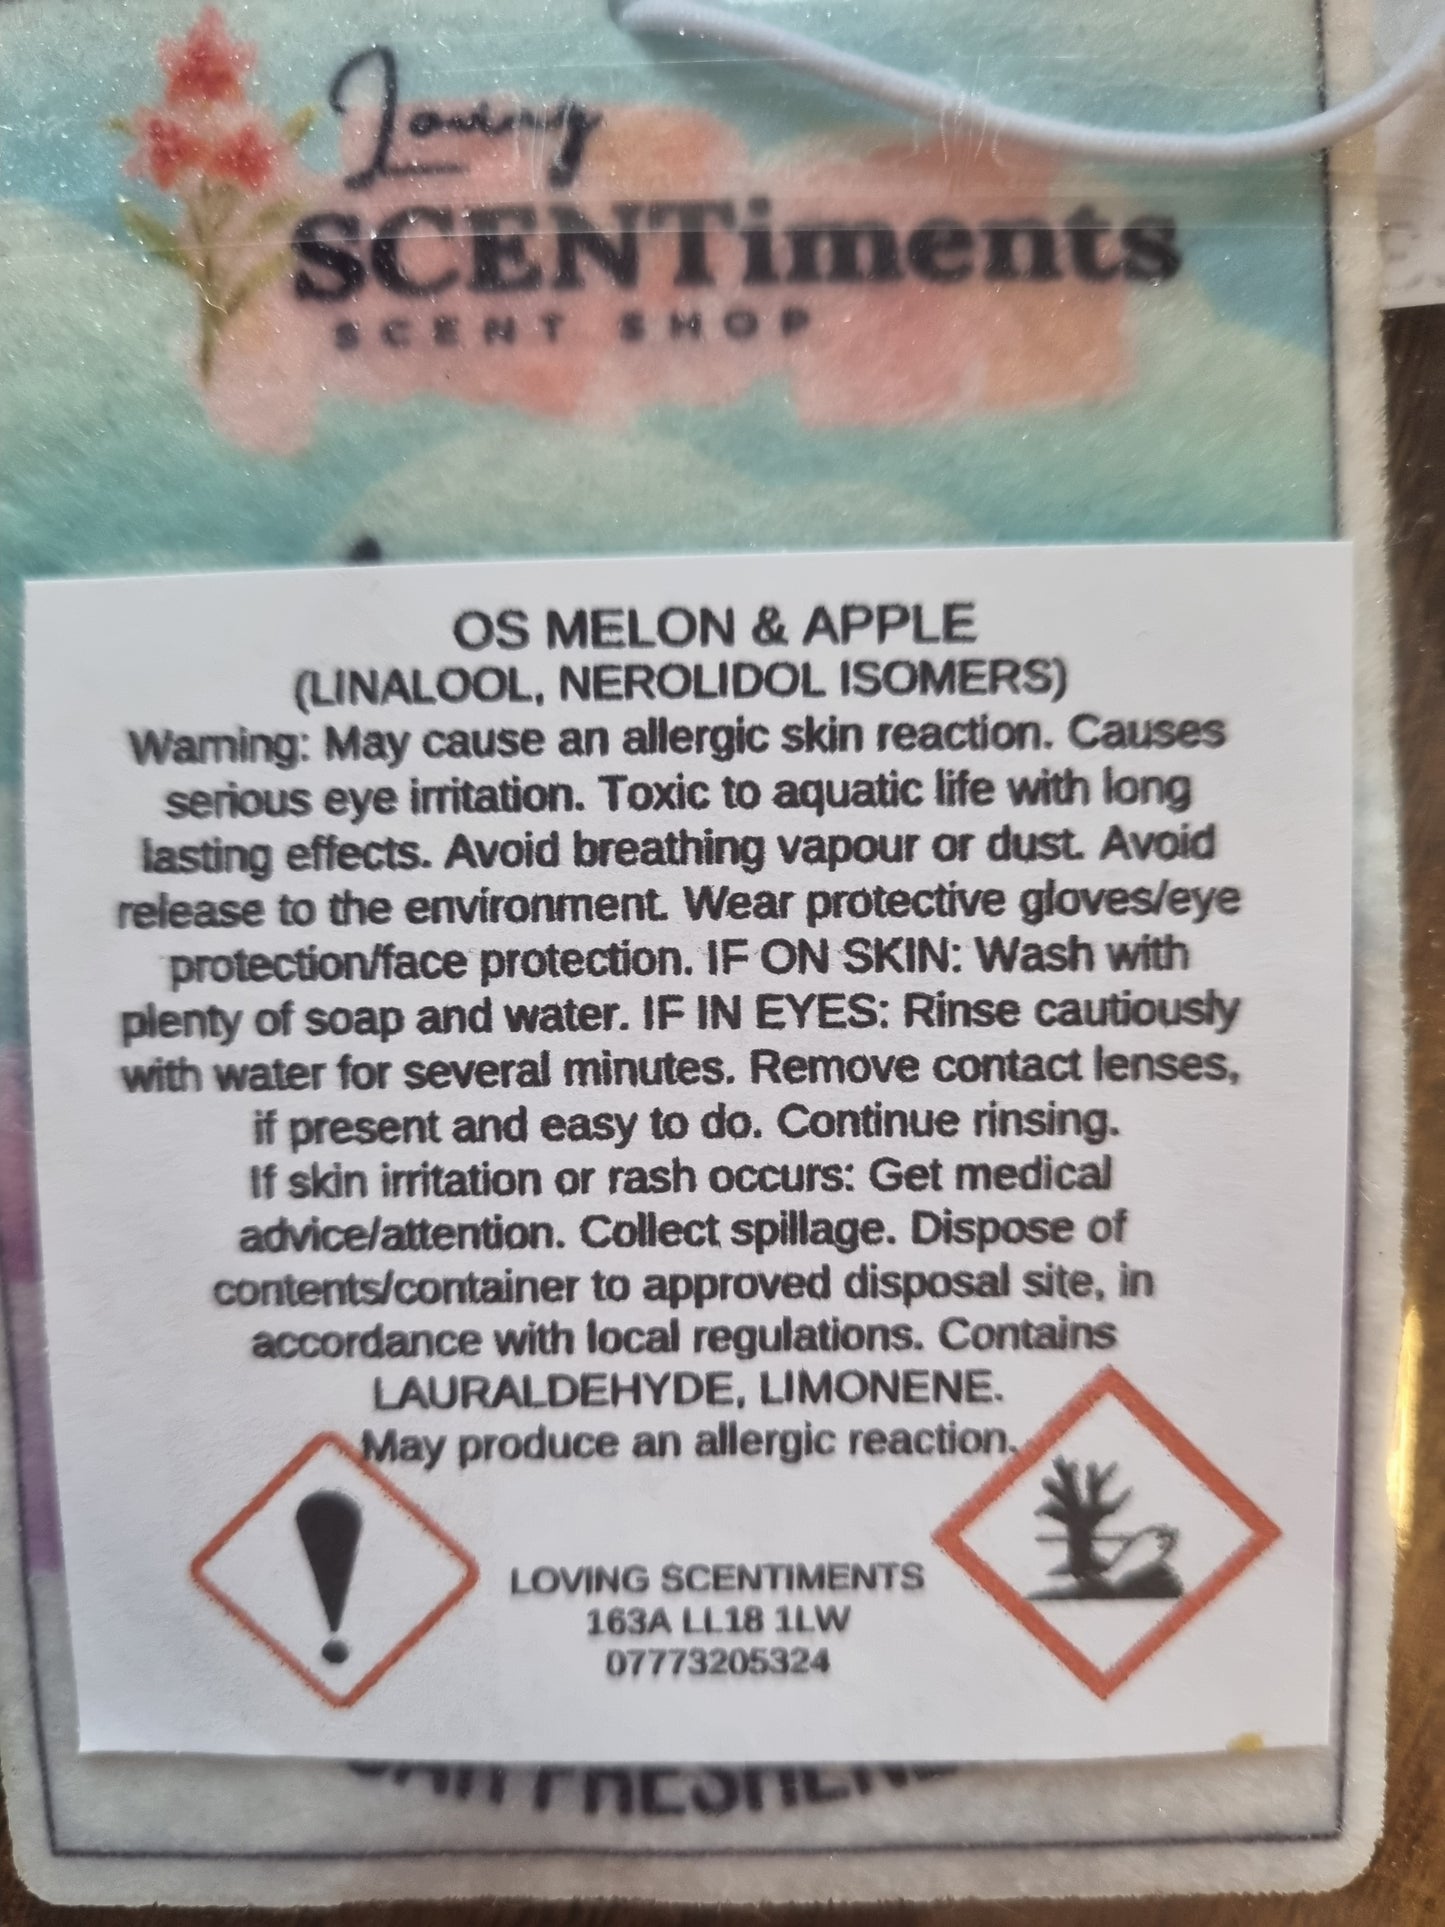 Loving
SCENTiments
SCENT SHOP
OS MELON & APPLE
(LINALOOL, NEROLIDOL ISOMERS)
Warning: May cause an allergic skin reaction. Causes
serious eye irritation. Toxic to aquatic life with long
lasting effects. Avoid breathing vapour or dust. Avoid
release to the environment. Wear protective gloves/eye
protection/face protection. IF ON SKIN: Wash with
plenty of soap and water. IF IN EYES: Rinse cautiously
with water for several minutes. Remove contact lenses,
if present and easy to do. Continue rinsing.
If skin irritation or rash occurs: Get medical
advice/attention. Collect spillage. Dispose of
contents/container to approved disposal site, in
accordance with local regulations. Contains
LAURALDEHYDE, LIMONENE.
May produce an allergic reaction.
LOVING SCENTIMENTS
163A LL18 1LW
07773205324